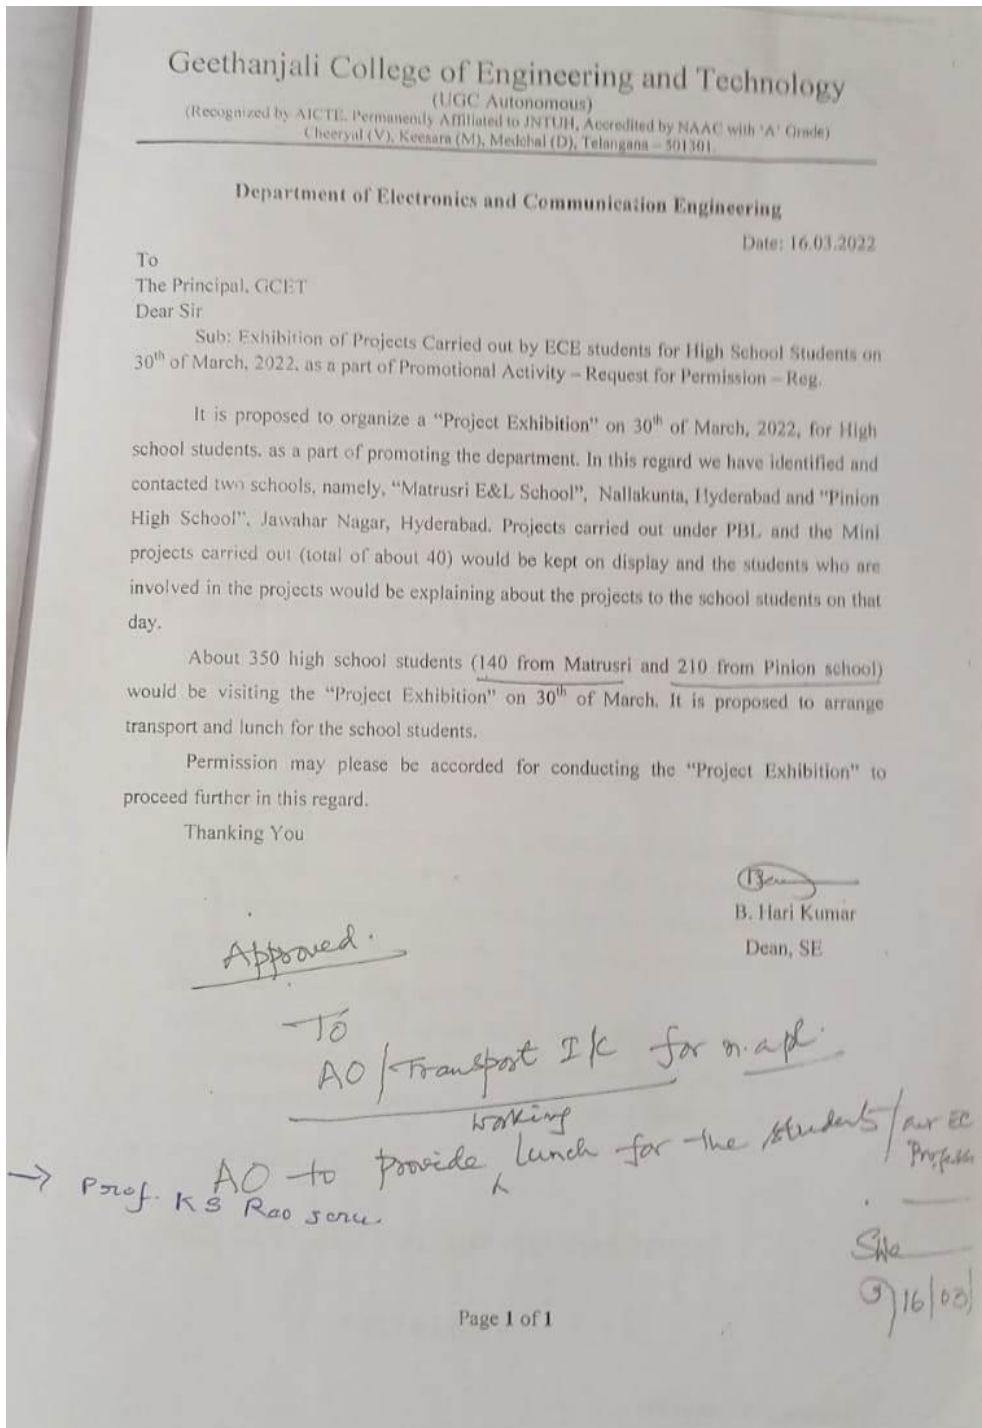 Geethanjali College of Engineering and Technology
(UGC Autonomous)
(Recognized by AICTE, Permanently Affiliated to JNTUH, Accredited by NAAC with 'A' Grade)
Cheeryal (V), Keesara (M), Medchal (D), Telangana – 501301.
Department of Electronics and Communication Engineering
Date: 16.03.2022
To
The Principal, GCET
Dear Sir
Sub: Exhibition of Projects Carried out by ECE students for High School Students on
30th of March, 2022, as a part of Promotional Activity – Request for Permission – Reg.
It is proposed to organize a “Project Exhibition” on 30th of March, 2022, for High
school students, as a part of promoting the department. In this regard we have identified and
contacted two schools, namely, “Matrusri E&L School”, Nallakunta, Hyderabad and "Pinion
High School". Jawahar Nagar, Hyderabad. Projects carried out under PBL and the Mini
projects carried out (total of about 40) would be kept on display and the students who are
involved in the projects would be explaining about the projects to the school students on that
day.
About 350 high school students (140 from Matrusri and 210 from Pinion school)
would be visiting the “Project Exhibition” on 30th of March. It is proposed to arrange
transport and lunch for the school students.
Permission may please be accorded for conducting the “Project Exhibition” to
proceed further in this regard.
Thanking You
B. Hari Kumar
Dean, SE
Approved.
To
AO/Transport I/C for n.a pl.
working
AO to provide lunch for the students/
→ Prof. K S Rao
16/03/
Page 1 of 1